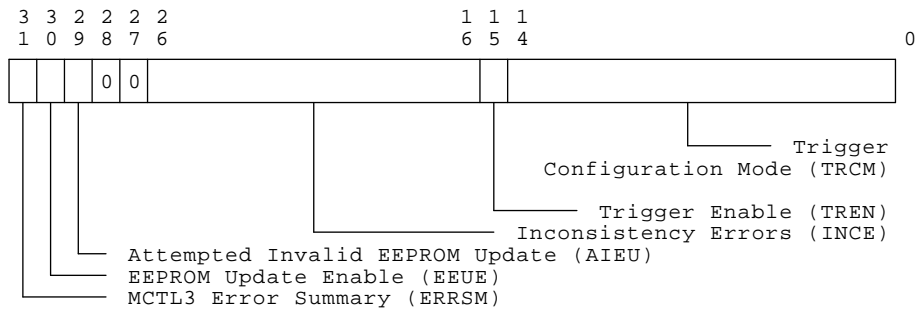 3 3 2 2 2 2 1 1 1
1 0 9 8 7 6 6 5 4 0
0 0
Trigger
Configuration Mode (TRCM)
Trigger Enable (TREN)
Inconsistency Errors (INCE)
Attempted Invalid EEPROM Update (AIEU)
EEPROM Update Enable (EEUE)
MCTL3 Error Summary (ERRSM)